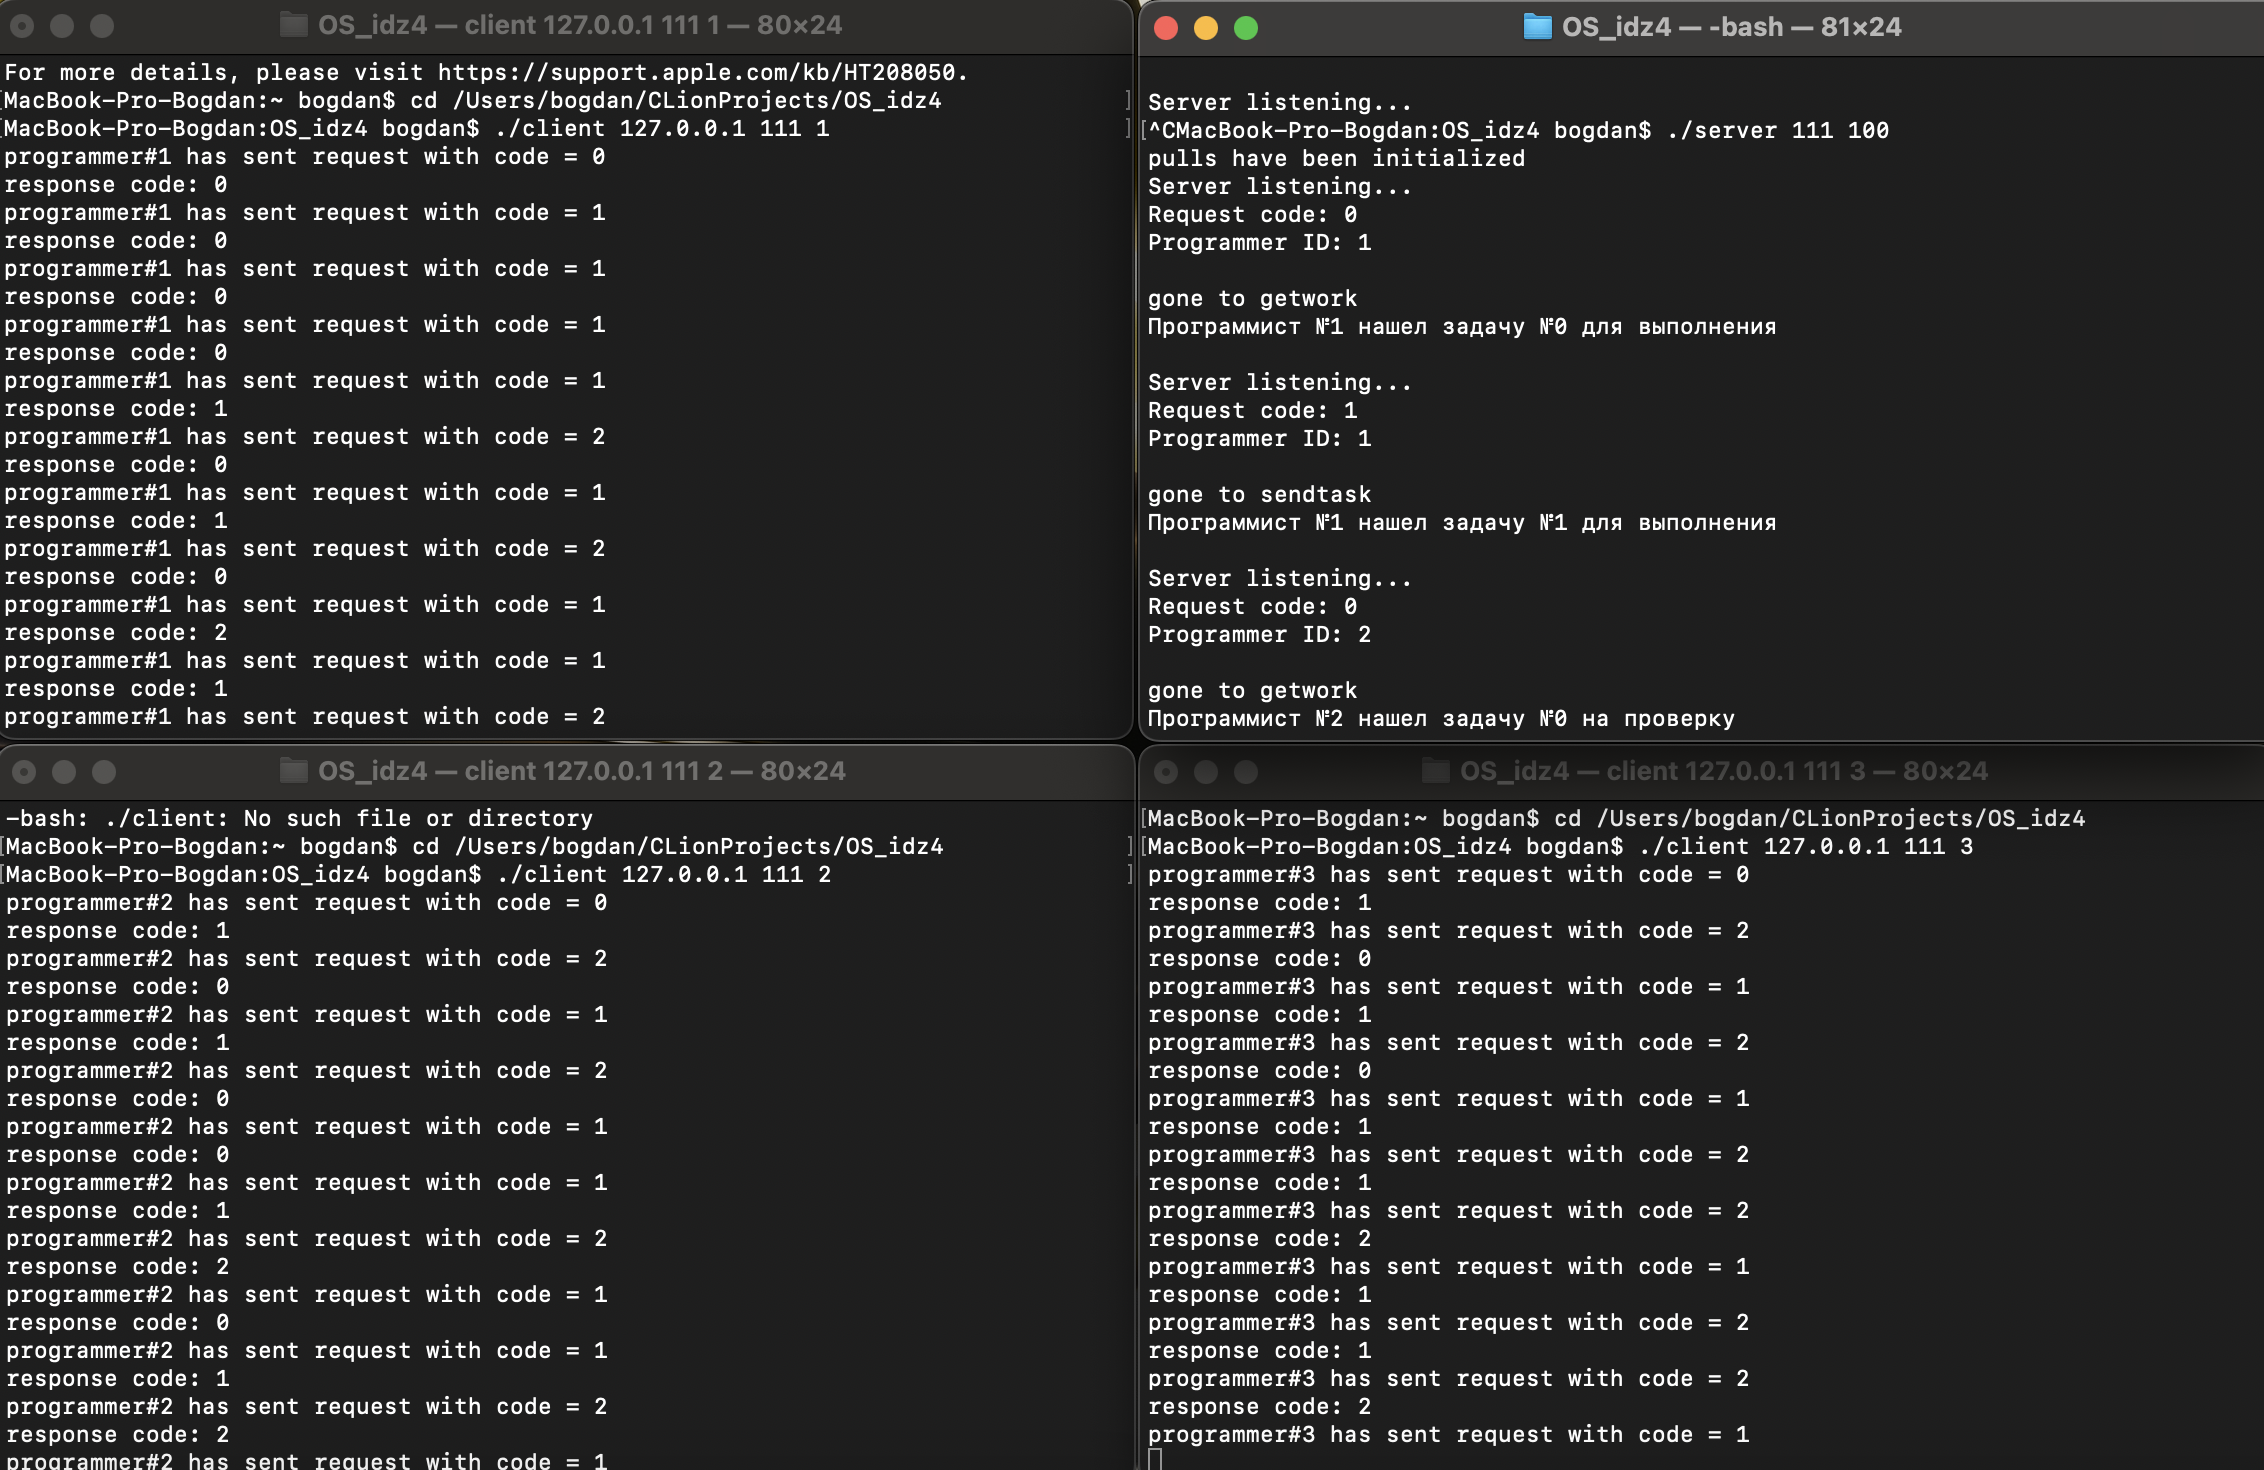 OS_idz4 — client 127.0.0.1 111 1 — 80×24
For more details, please visit https://support.apple.com/kb/HT208050.
[MacBook-Pro-Bogdan:~ bogdan$ cd /Users/bogdan/CLionProjects/OS_idz4 ]
[MacBook-Pro-Bogdan:OS_idz4 bogdan$ ./client 127.0.0.1 111 1 ]
programmer#1 has sent request with code = 0
response code: 0
programmer#1 has sent request with code = 1
response code: 0
programmer#1 has sent request with code = 1
response code: 0
programmer#1 has sent request with code = 1
response code: 0
programmer#1 has sent request with code = 1
response code: 1
programmer#1 has sent request with code = 2
response code: 0
programmer#1 has sent request with code = 1
response code: 1
programmer#1 has sent request with code = 2
response code: 0
programmer#1 has sent request with code = 1
response code: 2
programmer#1 has sent request with code = 1
response code: 1
programmer#1 has sent request with code = 2
OS_idz4 — -bash — 81×24
Server listening...
[^CMacBook-Pro-Bogdan:OS_idz4 bogdan$ ./server 111 100
pulls have been initialized
Server listening...
Request code: 0
Programmer ID: 1
gone to getwork
Программист №1 нашел задачу №0 для выполнения
Server listening...
Request code: 1
Programmer ID: 1
gone to sendtask
Программист №1 нашел задачу №1 для выполнения
Server listening...
Request code: 0
Programmer ID: 2
gone to getwork
Программист №2 нашел задачу №0 на проверку
OS_idz4 — client 127.0.0.1 111 2 — 80×24
-bash: ./client: No such file or directory
[MacBook-Pro-Bogdan:~ bogdan$ cd /Users/bogdan/CLionProjects/OS_idz4 ]
[MacBook-Pro-Bogdan:OS_idz4 bogdan$ ./client 127.0.0.1 111 2 ]
programmer#2 has sent request with code = 0
response code: 1
programmer#2 has sent request with code = 2
response code: 0
programmer#2 has sent request with code = 1
response code: 1
programmer#2 has sent request with code = 2
response code: 0
programmer#2 has sent request with code = 1
response code: 0
programmer#2 has sent request with code = 1
response code: 1
programmer#2 has sent request with code = 2
response code: 2
programmer#2 has sent request with code = 1
response code: 0
programmer#2 has sent request with code = 1
response code: 1
programmer#2 has sent request with code = 2
response code: 2
programmer#2 has sent request with code = 1
OS_idz4 — client 127.0.0.1 111 3 — 80×24
[MacBook-Pro-Bogdan:~ bogdan$ cd /Users/bogdan/CLionProjects/OS_idz4
[MacBook-Pro-Bogdan:OS_idz4 bogdan$ ./client 127.0.0.1 111 3
programmer#3 has sent request with code = 0
response code: 1
programmer#3 has sent request with code = 2
response code: 0
programmer#3 has sent request with code = 1
response code: 1
programmer#3 has sent request with code = 2
response code: 0
programmer#3 has sent request with code = 1
response code: 1
programmer#3 has sent request with code = 2
response code: 1
programmer#3 has sent request with code = 2
response code: 2
programmer#3 has sent request with code = 1
response code: 1
programmer#3 has sent request with code = 2
response code: 1
programmer#3 has sent request with code = 2
response code: 2
programmer#3 has sent request with code = 1